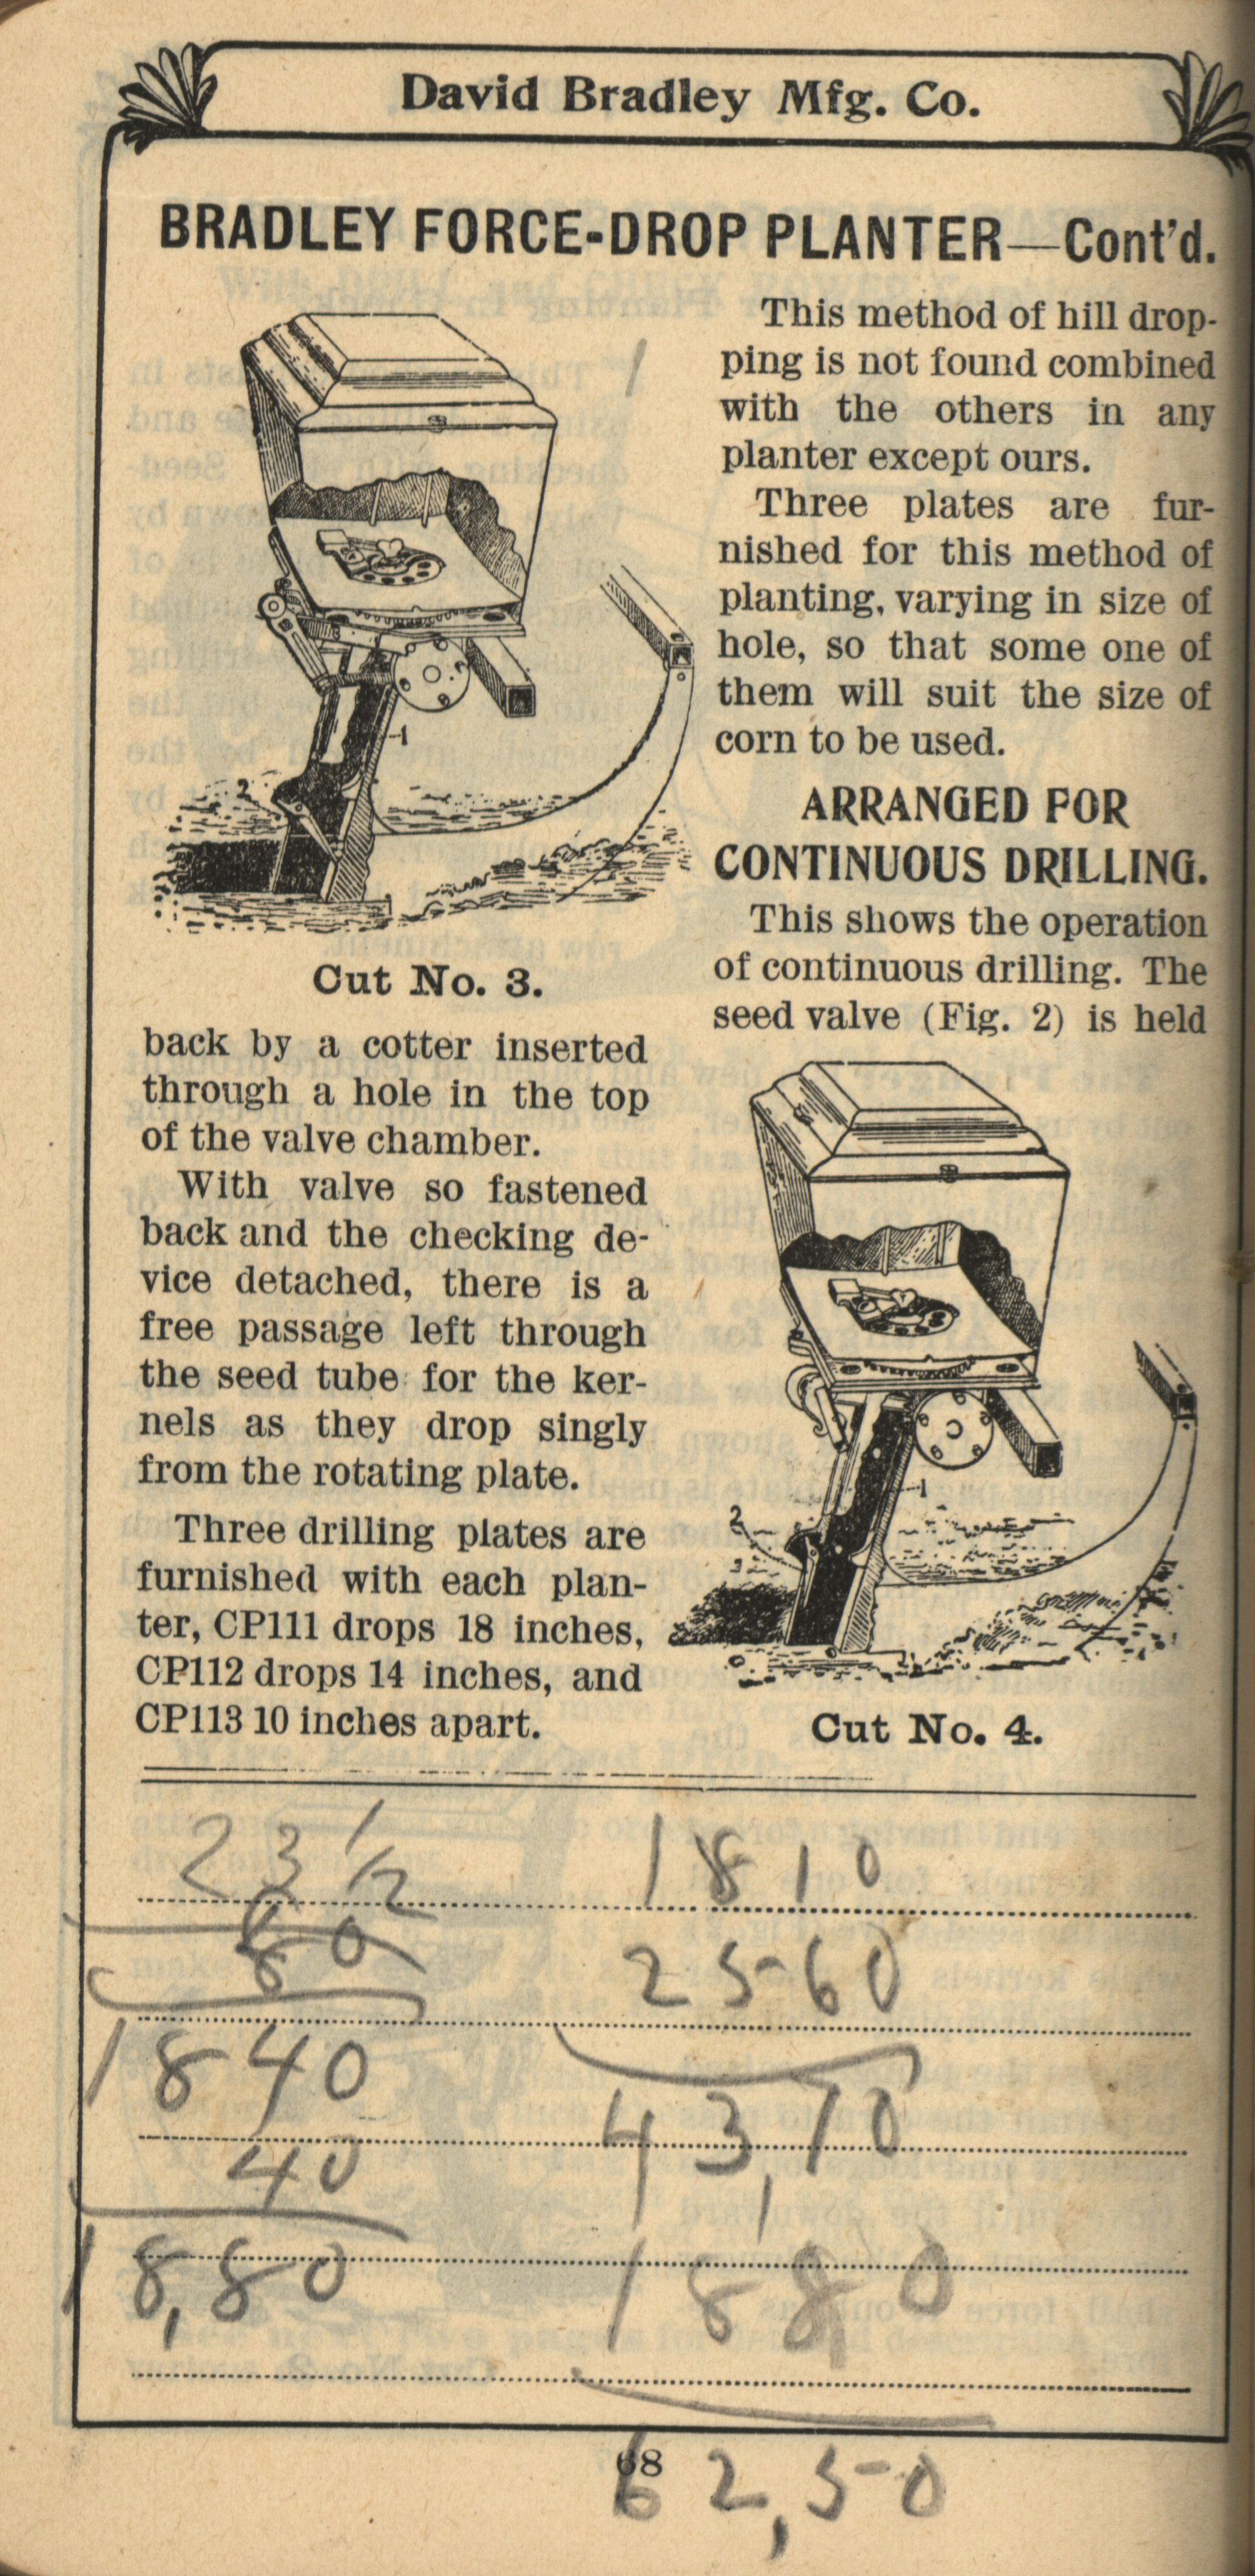 David Bradley Mfg. Co.
BRADLEY FORCE-DROP PLANTER—Cont'd.
This method of hill drop-
ping is not found combined
with the others in any
planter except ours.
Three plates are fur-
nished for this method of
planting, varying in size of
hole, so that some one of
them will suit the size of
corn to be used.
ARRANGED FOR
CONTINUOUS DRILLING.
This shows the operation
of continuous drilling. The
seed valve (Fig. 2) is held
1
2
Cut No. 3.
back by a cotter inserted
through a hole in the top
of the valve chamber.
With valve so fastened
back and the checking de-
vice detached, there is a
free passage left through
the seed tube for the ker-
nels as they drop singly
from the rotating plate.
Three drilling plates are
furnished with each plan-
ter, CP111 drops 18 inches,
CP112 drops 14 inches, and
CP113 10 inches apart.
1
2
Cut No. 4.
23 1/2
80
1840
40
18,80
1810
2560
43,70
1880
62,50
68